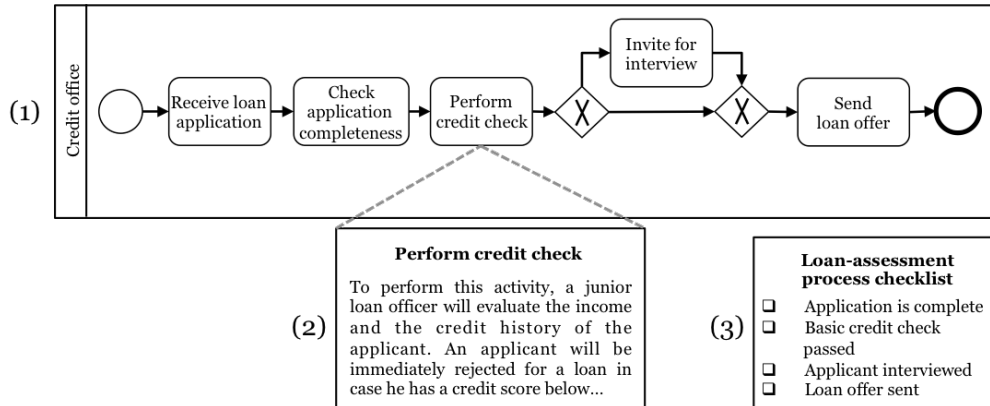 (1)
Credit office
Receive loan
application
Check
application
completeness
Perform
credit check
X
Invite for
interview
X
Send
loan offer
(2)
Perform credit check
To perform this activity, a junior
loan officer will evaluate the income
and the credit history of the
applicant. An applicant will be
immediately rejected for a loan in
case he has a credit score below...
(3)
Loan-assessment
process checklist
Application is complete
Basic credit check
passed
Applicant interviewed
Loan offer sent